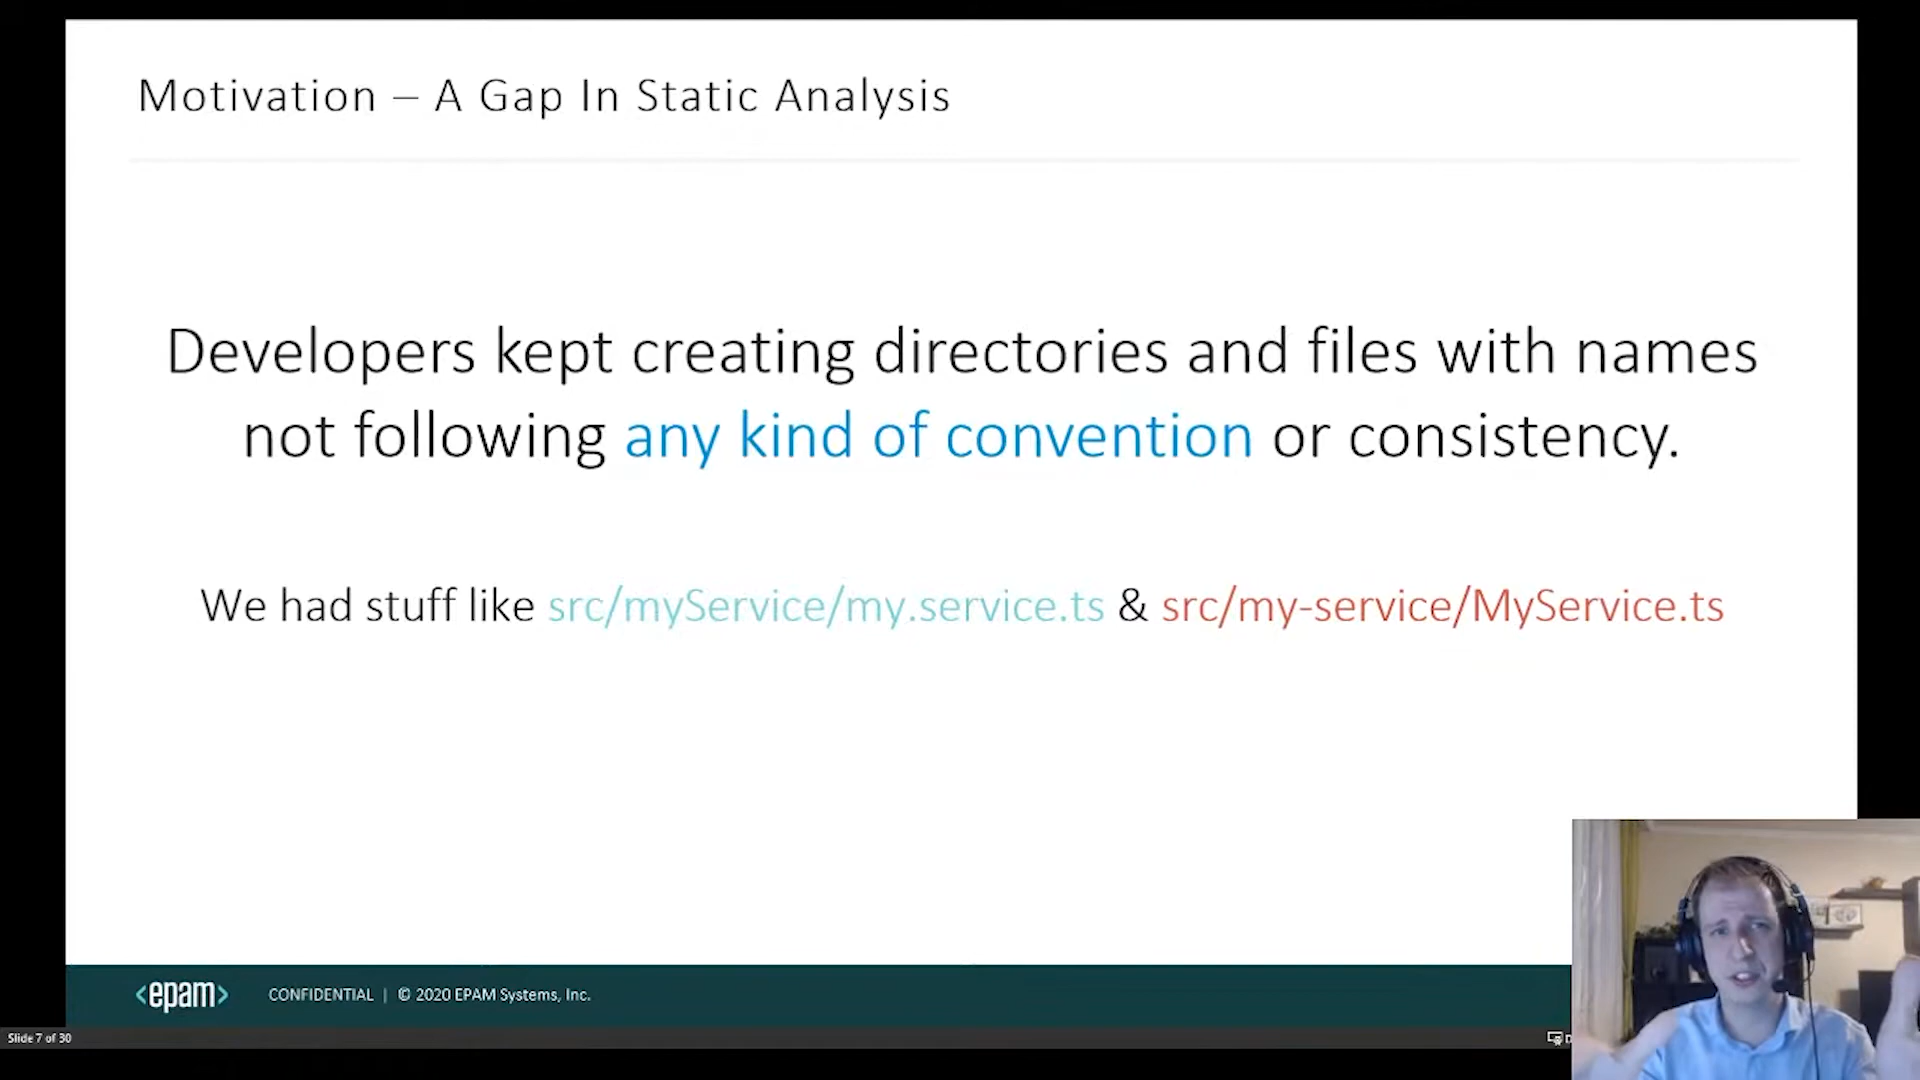 Motivation – A Gap In Static Analysis
Developers kept creating directories and files with names
not following any kind of convention or consistency.
We had stuff like src/myService/my.service.ts & src/my-service/MyService.ts
<epam> CONFIDENTIAL | © 2020 EPAM Systems, Inc.
Slide 7 of 30